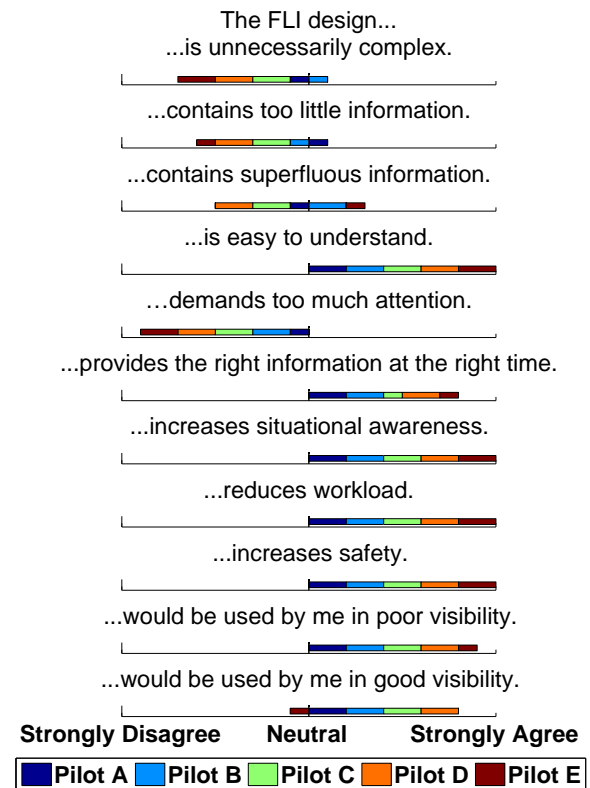 The FLI design...
...is unnecessarily complex.
...contains too little information.
...contains superfluous information.
...is easy to understand.
...demands too much attention.
...provides the right information at the right time.
...increases situational awareness.
...reduces workload.
...increases safety.
...would be used by me in poor visibility.
...would be used by me in good visibility.
Strongly Disagree Neutral Strongly Agree
Pilot A Pilot B Pilot C Pilot D Pilot E